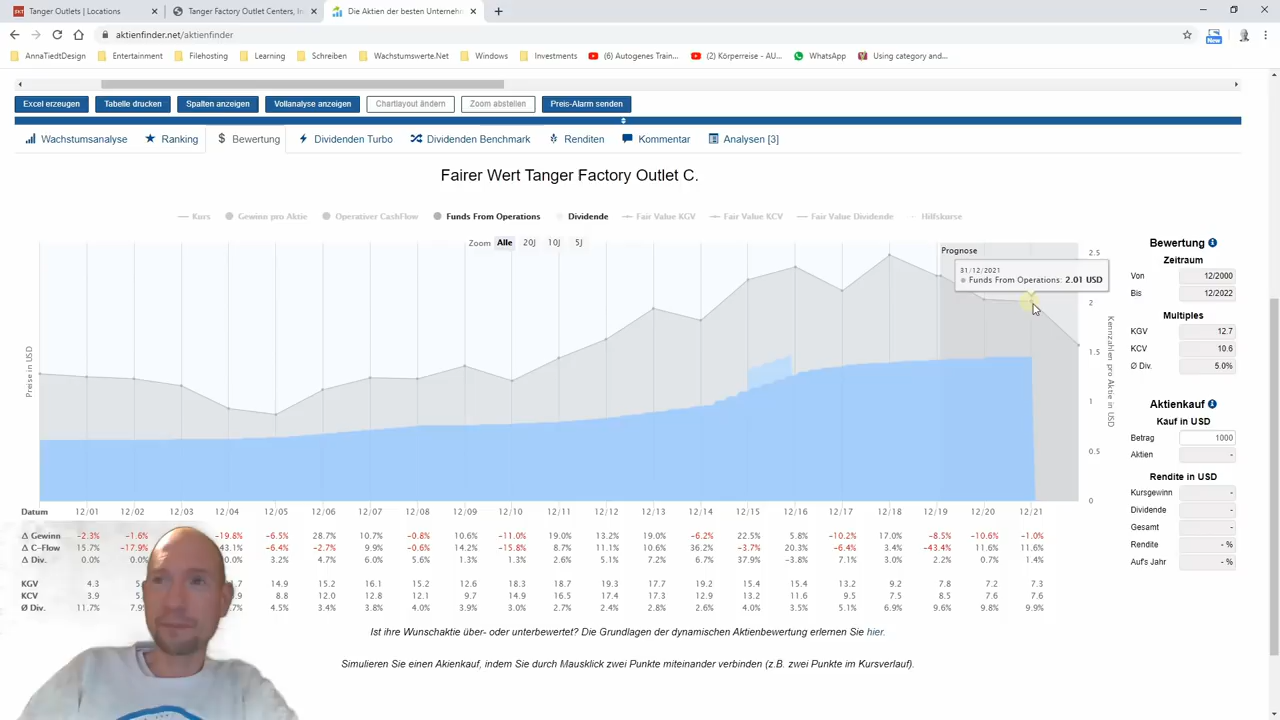 Tanger Outlets | Locations
Tanger Factory Outlet Centers, In
Die Aktien der besten Unternehm
aktienfinder.net/aktienfinder
New
AnnaTiedtDesign Entertainment Filehosting Learning Schreiben Wachstumswerte.Net Windows Investments (6) Autogenes Train... (2) Körperreise - AU... WhatsApp Using category and...
Excel erzeugen Tabelle drucken Spalten anzeigen Vollanalyse anzeigen Chartlayout ändern Zoom abstellen Preis-Alarm senden
Wachstumsanalyse Ranking $ Bewertung Dividenden Turbo Dividenden Benchmark Renditen Kommentar Analysen [3]
Fairer Wert Tanger Factory Outlet C.
Kurs Gewinn pro Aktie Operativer CashFlow Funds From Operations Dividende Fair Value KGV Fair Value KCV Fair Value Dividende Hilfskurse
Zoom Alle 20J 10J 5J
Prognose
31/12/2021
Funds From Operations: 2.01 USD
Preise in USD
2.5
2
1.5
1
0.5
0
Kennzahlen pro Aktie in USD
Bewertung
Zeitraum
Von 12/2000
Bis 12/2022
Multiples
KGV 12.7
KCV 10.6
Ø Div. 5.0%
Aktienkauf
Kauf in USD
Betrag 1000
Aktien -
Rendite in USD
Kursgewinn -
Dividende -
Gesamt -
Rendite - %
Auf's Jahr - %
Datum 12/01 12/02 12/03 12/04 12/05 12/06 12/07 12/08 12/09 12/10 12/11 12/12 12/13 12/14 12/15 12/16 12/17 12/18 12/19 12/20 12/21
Δ Gewinn -2.3% -1.6% -19.8% -6.5% 28.7% 10.7% -0.8% 10.6% -11.0% 19.0% 13.2% 19.0% -6.2% 22.5% 5.8% -10.2% 17.0% -8.5% -10.6% -1.0%
Δ C-Flow 15.7% -17.9% 43.1% -6.4% -2.7% 9.9% -0.6% 14.2% -15.8% 8.7% 11.1% 10.6% 36.2% -3.7% 20.3% -6.4% 3.4% -43.4% 11.6% 11.6%
Δ Div. 0.0% 0.0% 0.0% 3.2% 4.7% 6.0% 5.6% 1.3% 1.3% 2.6% 5.1% 7.2% 6.7% 37.9% -3.8% 7.1% 3.0% 2.2% 0.7% 1.4%
KGV 4.3 14.9 15.2 16.1 15.2 12.6 18.3 18.7 19.3 17.7 19.2 15.4 15.4 13.2 9.2 7.8 7.2 7.3
KCV 3.9 8.8 12.0 12.8 12.1 9.7 14.9 16.5 17.4 17.3 12.9 13.2 11.6 9.5 7.5 8.5 7.6 7.6
Ø Div. 11.7% 4.5% 3.4% 3.8% 4.0% 3.9% 3.0% 2.7% 2.4% 2.8% 2.6% 4.0% 3.5% 5.1% 6.9% 9.6% 9.8% 9.9%
Ist ihre Wunschaktie über- oder unterbewertet? Die Grundlagen der dynamischen Aktienbewertung erlernen Sie hier.
Simulieren Sie einen Aktienkauf, indem Sie durch Mausklick zwei Punkte miteinander verbinden (z.B. zwei Punkte im Kursverlauf).